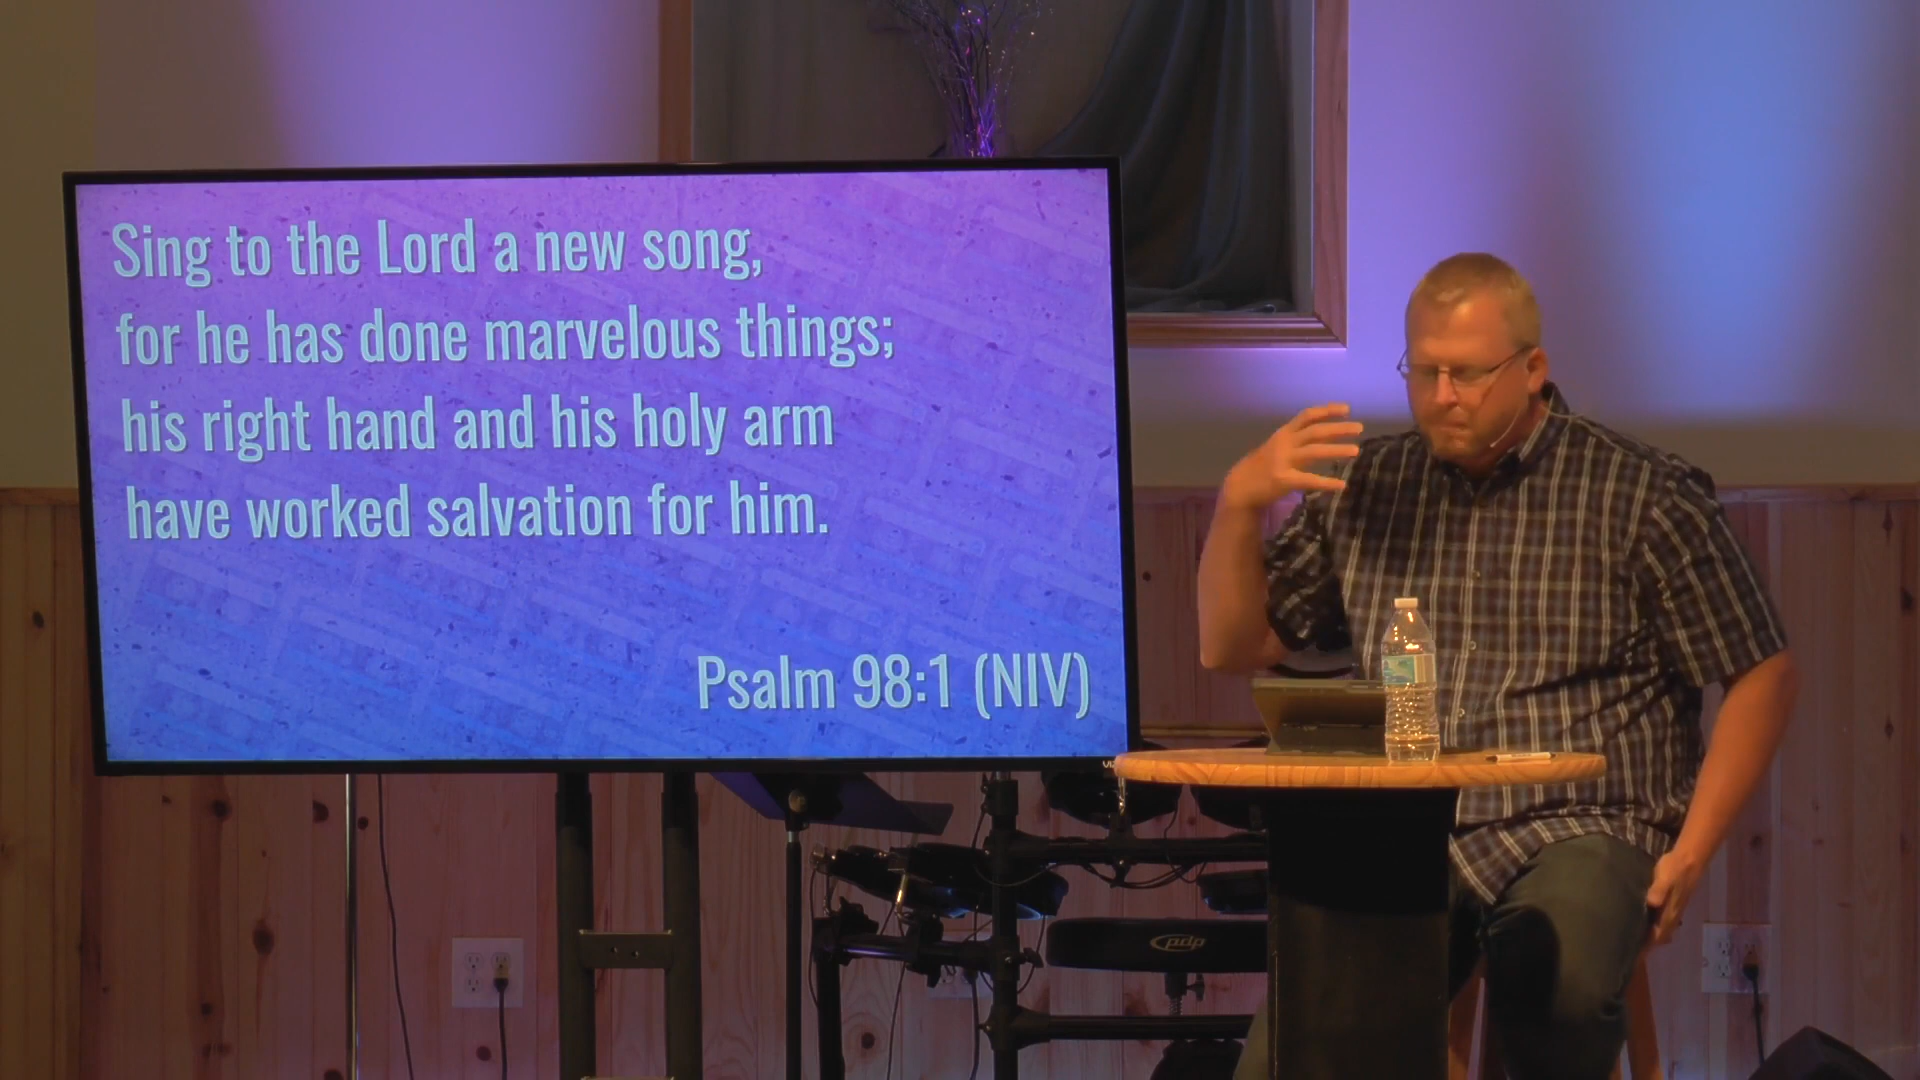 Sing to the Lord a new song,
for he has done marvelous things;
his right hand and his holy arm
have worked salvation for him.
Psalm 98:1 (NIV)
pdp